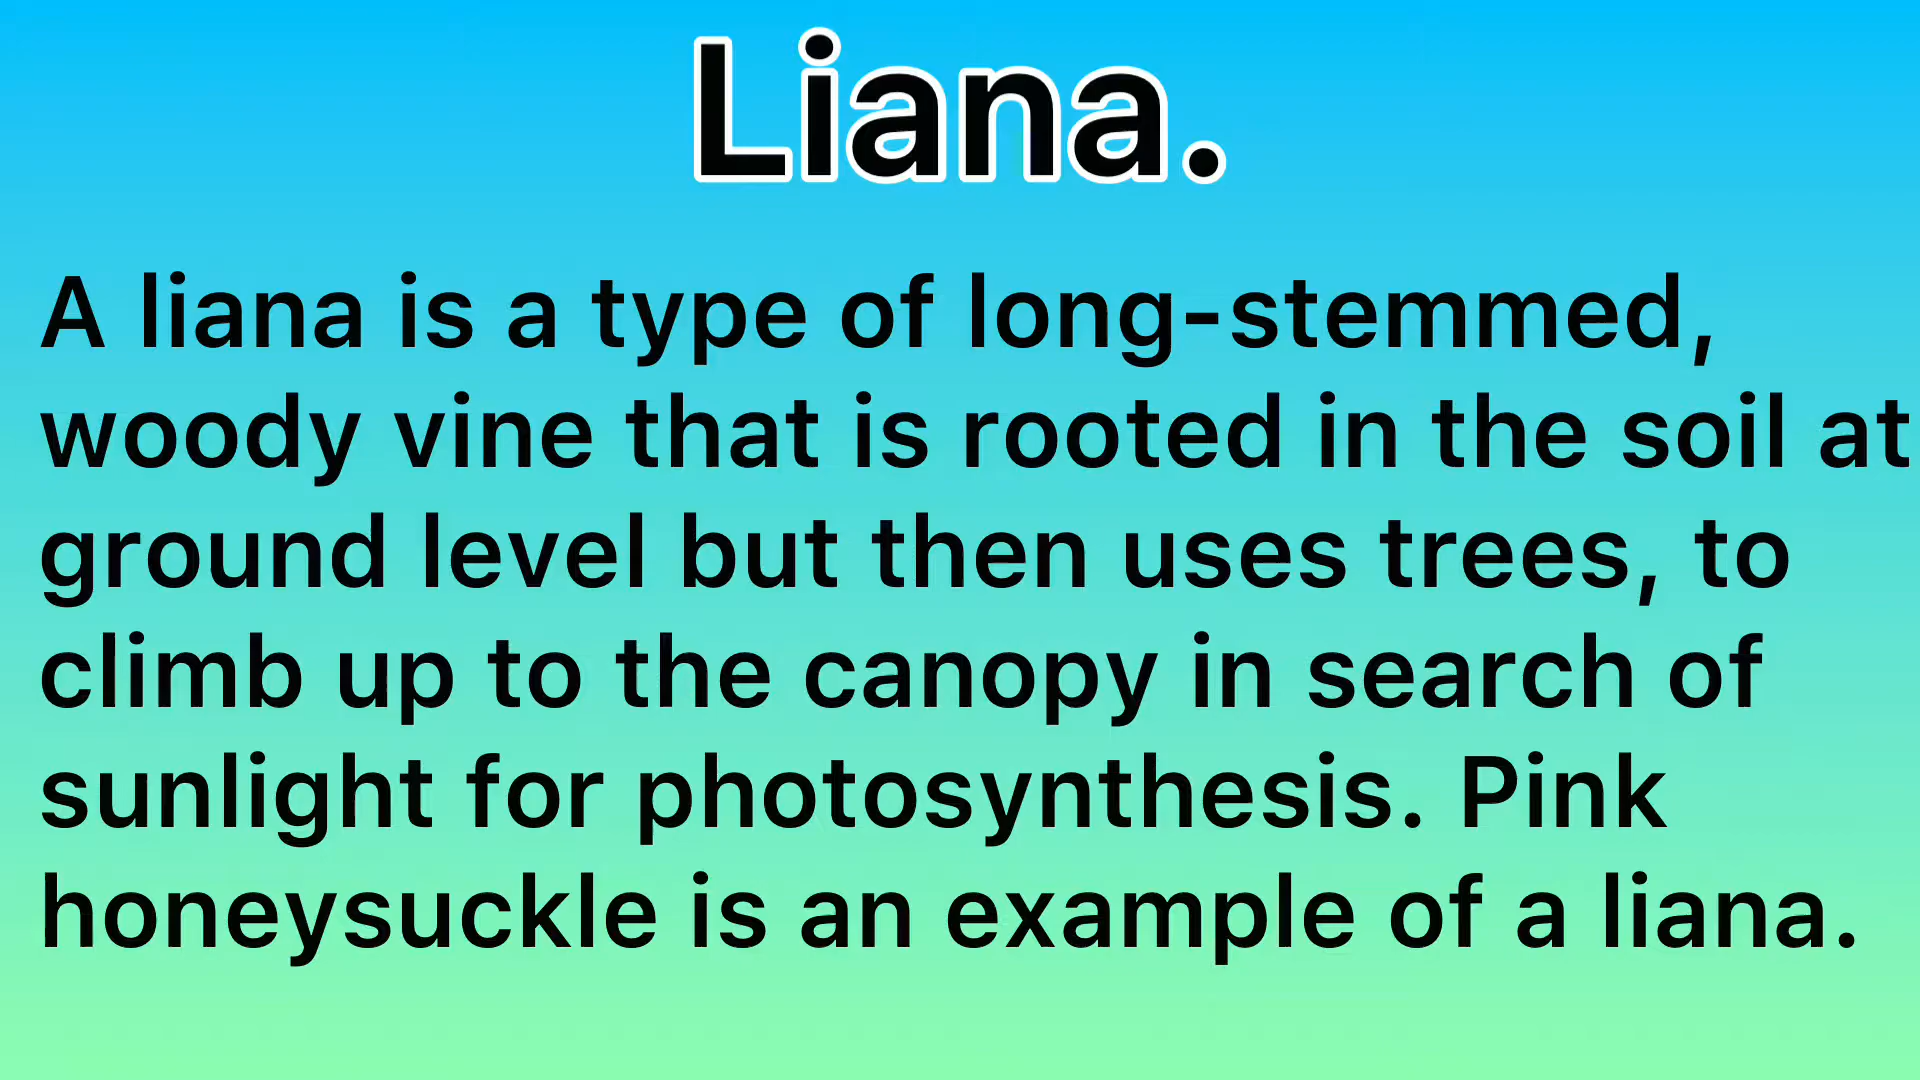 Liana.
A liana is a type of long-stemmed,
woody vine that is rooted in the soil at
ground level but then uses trees, to
climb up to the canopy in search of
sunlight for photosynthesis. Pink
honeysuckle is an example of a liana.